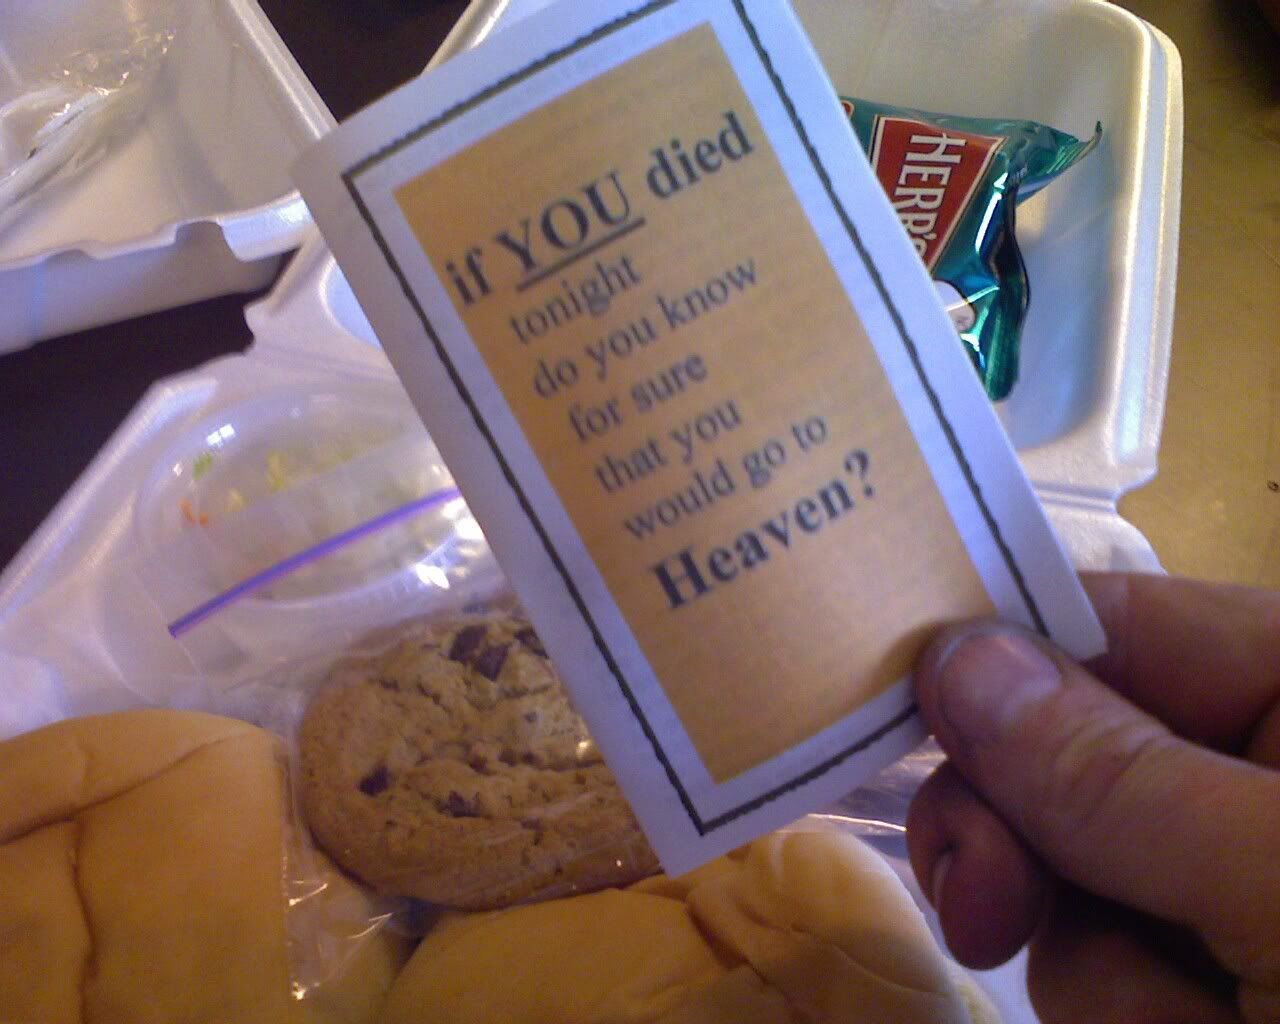 if YOU died
tonight
do you know
for sure
that you
would go to
Heaven?
HERR'S